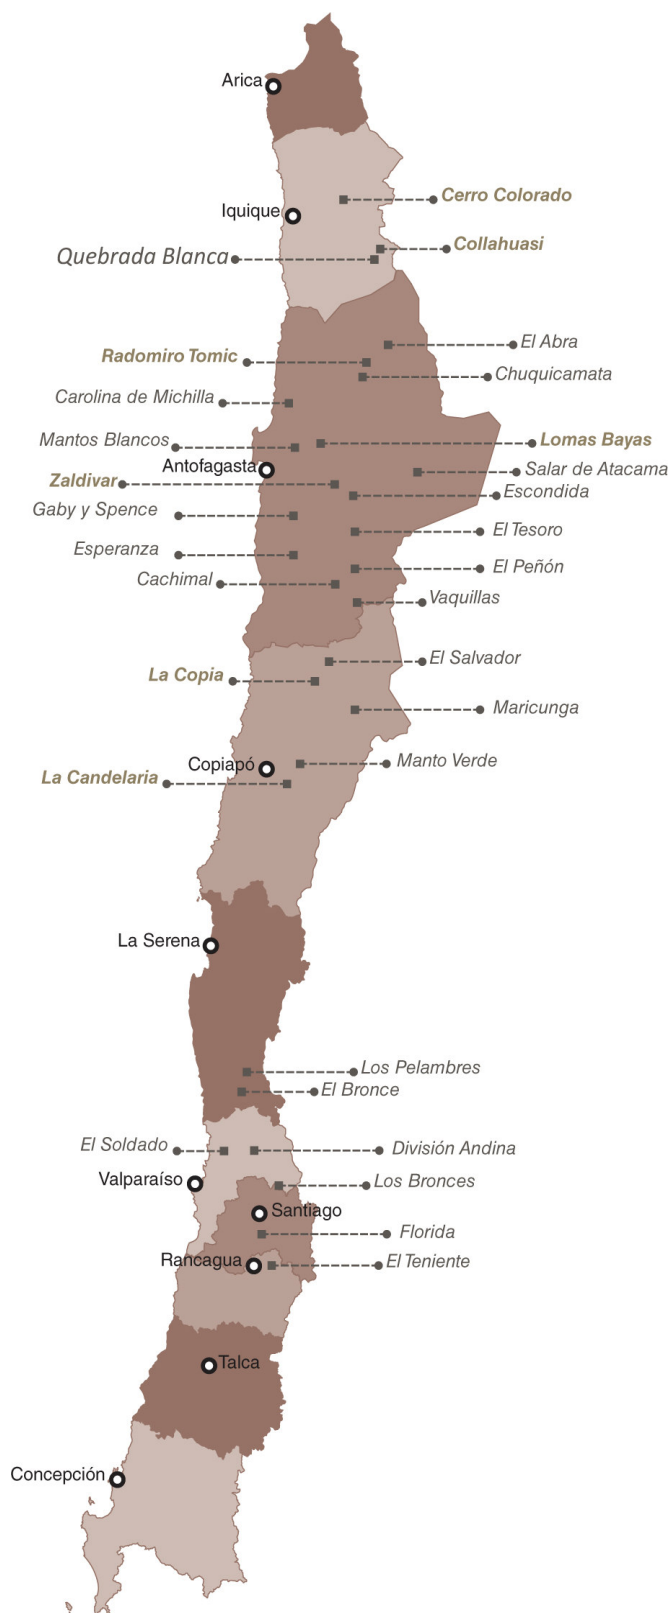 Arica
Cerro Colorado
Iquique
Collahuasi
Quebrada Blanca
El Abra
Radomiro Tomic
Chuquicamata
Carolina de Michilla
Mantos Blancos
Lomas Bayas
Antofagasta
Salar de Atacama
Zaldivar
Escondida
Gaby y Spence
El Tesoro
Esperanza
El Peñón
Cachimal
Vaquillas
El Salvador
La Copia
Maricunga
Copiapó
Manto Verde
La Candelaria
La Serena
Los Pelambres
El Bronce
El Soldado
División Andina
Valparaíso
Los Bronces
Santiago
Florida
Rancagua
El Teniente
Talca
Concepción